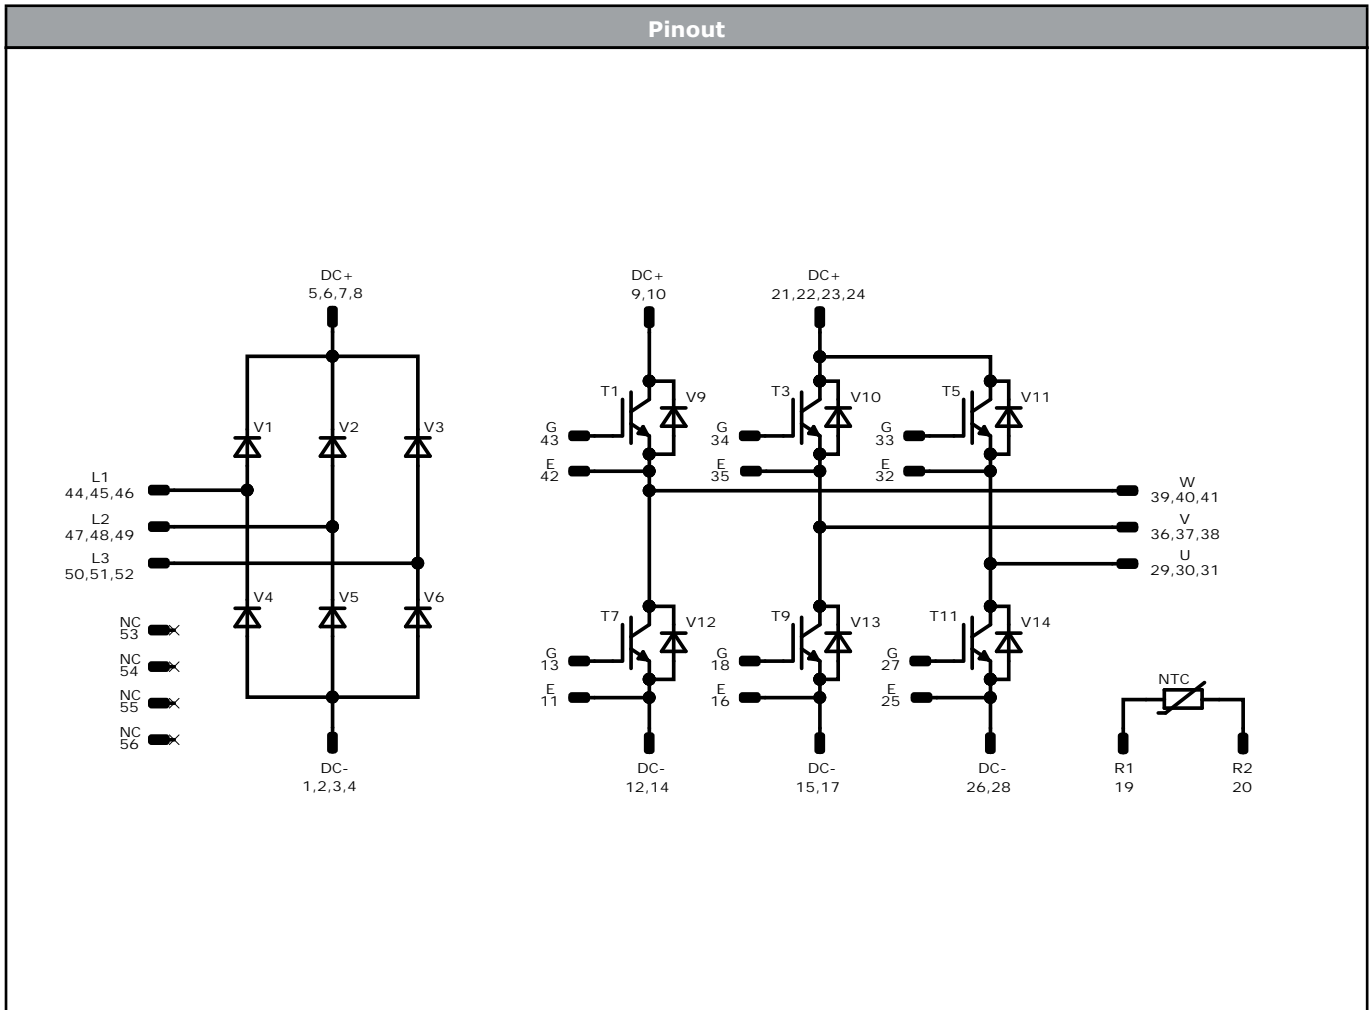 Pinout
DC+
5,6,7,8
DC+
9,10
DC+
21,22,23,24
T1
V9
T3
V10
T5
V11
V1
V2
V3
G
43
G
34
G
33
E
42
E
35
E
32
L1
44,45,46
L2
47,48,49
L3
50,51,52
W
39,40,41
V
36,37,38
U
29,30,31
V4
V5
V6
T7
V12
T9
V13
T11
V14
NC
53
NC
54
NC
55
NC
56
G
13
G
18
G
27
E
11
E
16
E
25
NTC
DC-
1,2,3,4
DC-
12,14
DC-
15,17
DC-
26,28
R1
19
R2
20